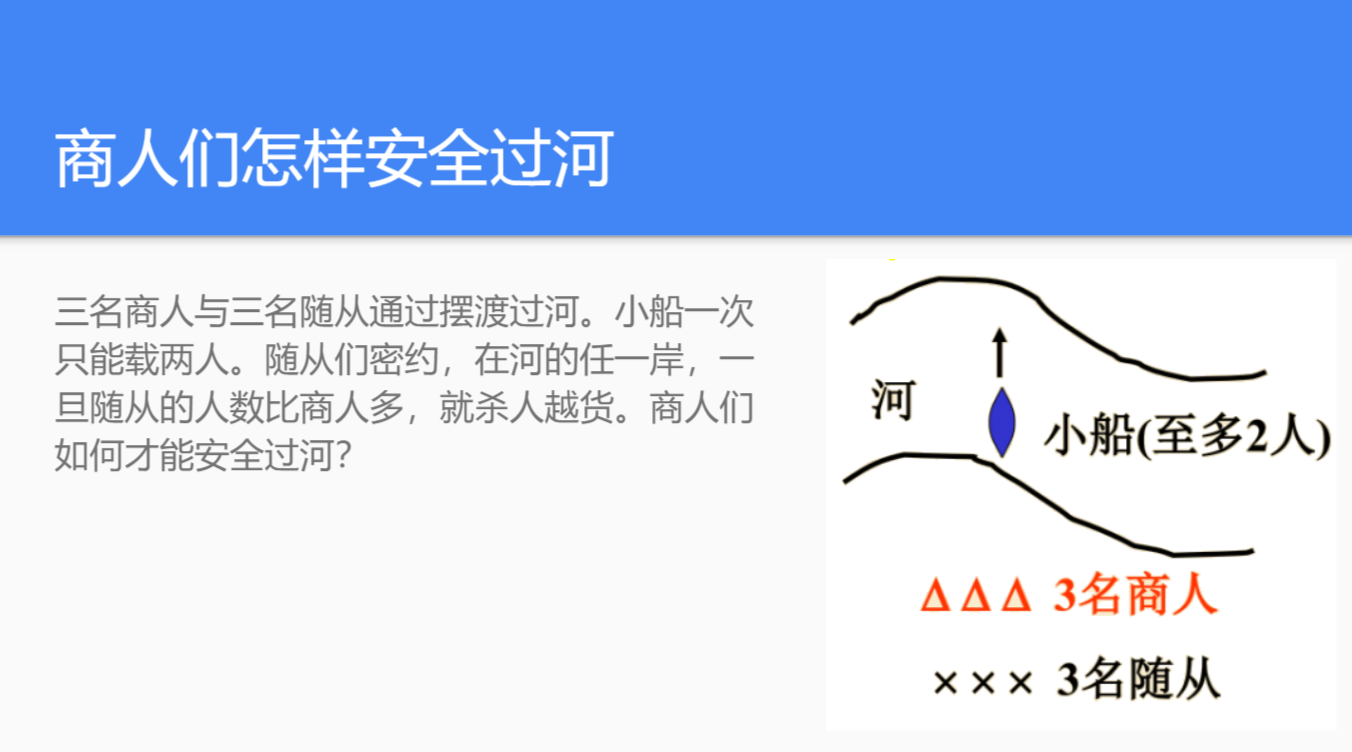 商人们怎样安全过河
三名商人与三名随从通过摆渡过河。小船一次
只能载两人。随从们密约，在河的任一岸，一
旦随从的人数比商人多，就杀人越货。商人们
如何才能安全过河？
河
小船(至多2人)
Δ Δ Δ 3名商人
× × × 3名随从